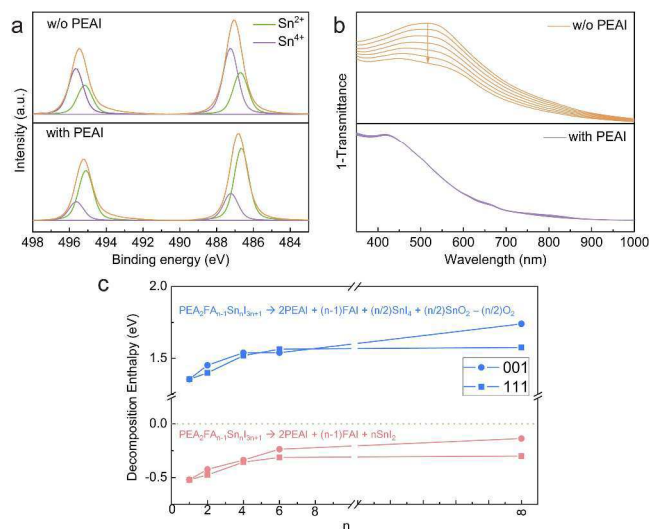 a
w/o PEAI
Sn²⁺
Sn⁴⁺
with PEAI
Intensity (a.u.)
498 496 494 492 490 488 486 484
Binding energy (eV)
b
w/o PEAI
with PEAI
1-Transmittance
400 500 600 700 800 900 1000
Wavelength (nm)
c
2.0
PEA₂FAₙ₋₁SnₙI₃ₙ₊₁ → 2PEAI + (n-1)FAI + (n/2)SnI₄ + (n/2)SnO₂ – (n/2)O₂
1.5
001
111
0.0
PEA₂FAₙ₋₁SnₙI₃ₙ₊₁ → 2PEAI + (n-1)FAI + nSnI₂
-0.5
Decomposition Enthalpy (eV)
0 2 4 6 8 ∞
n